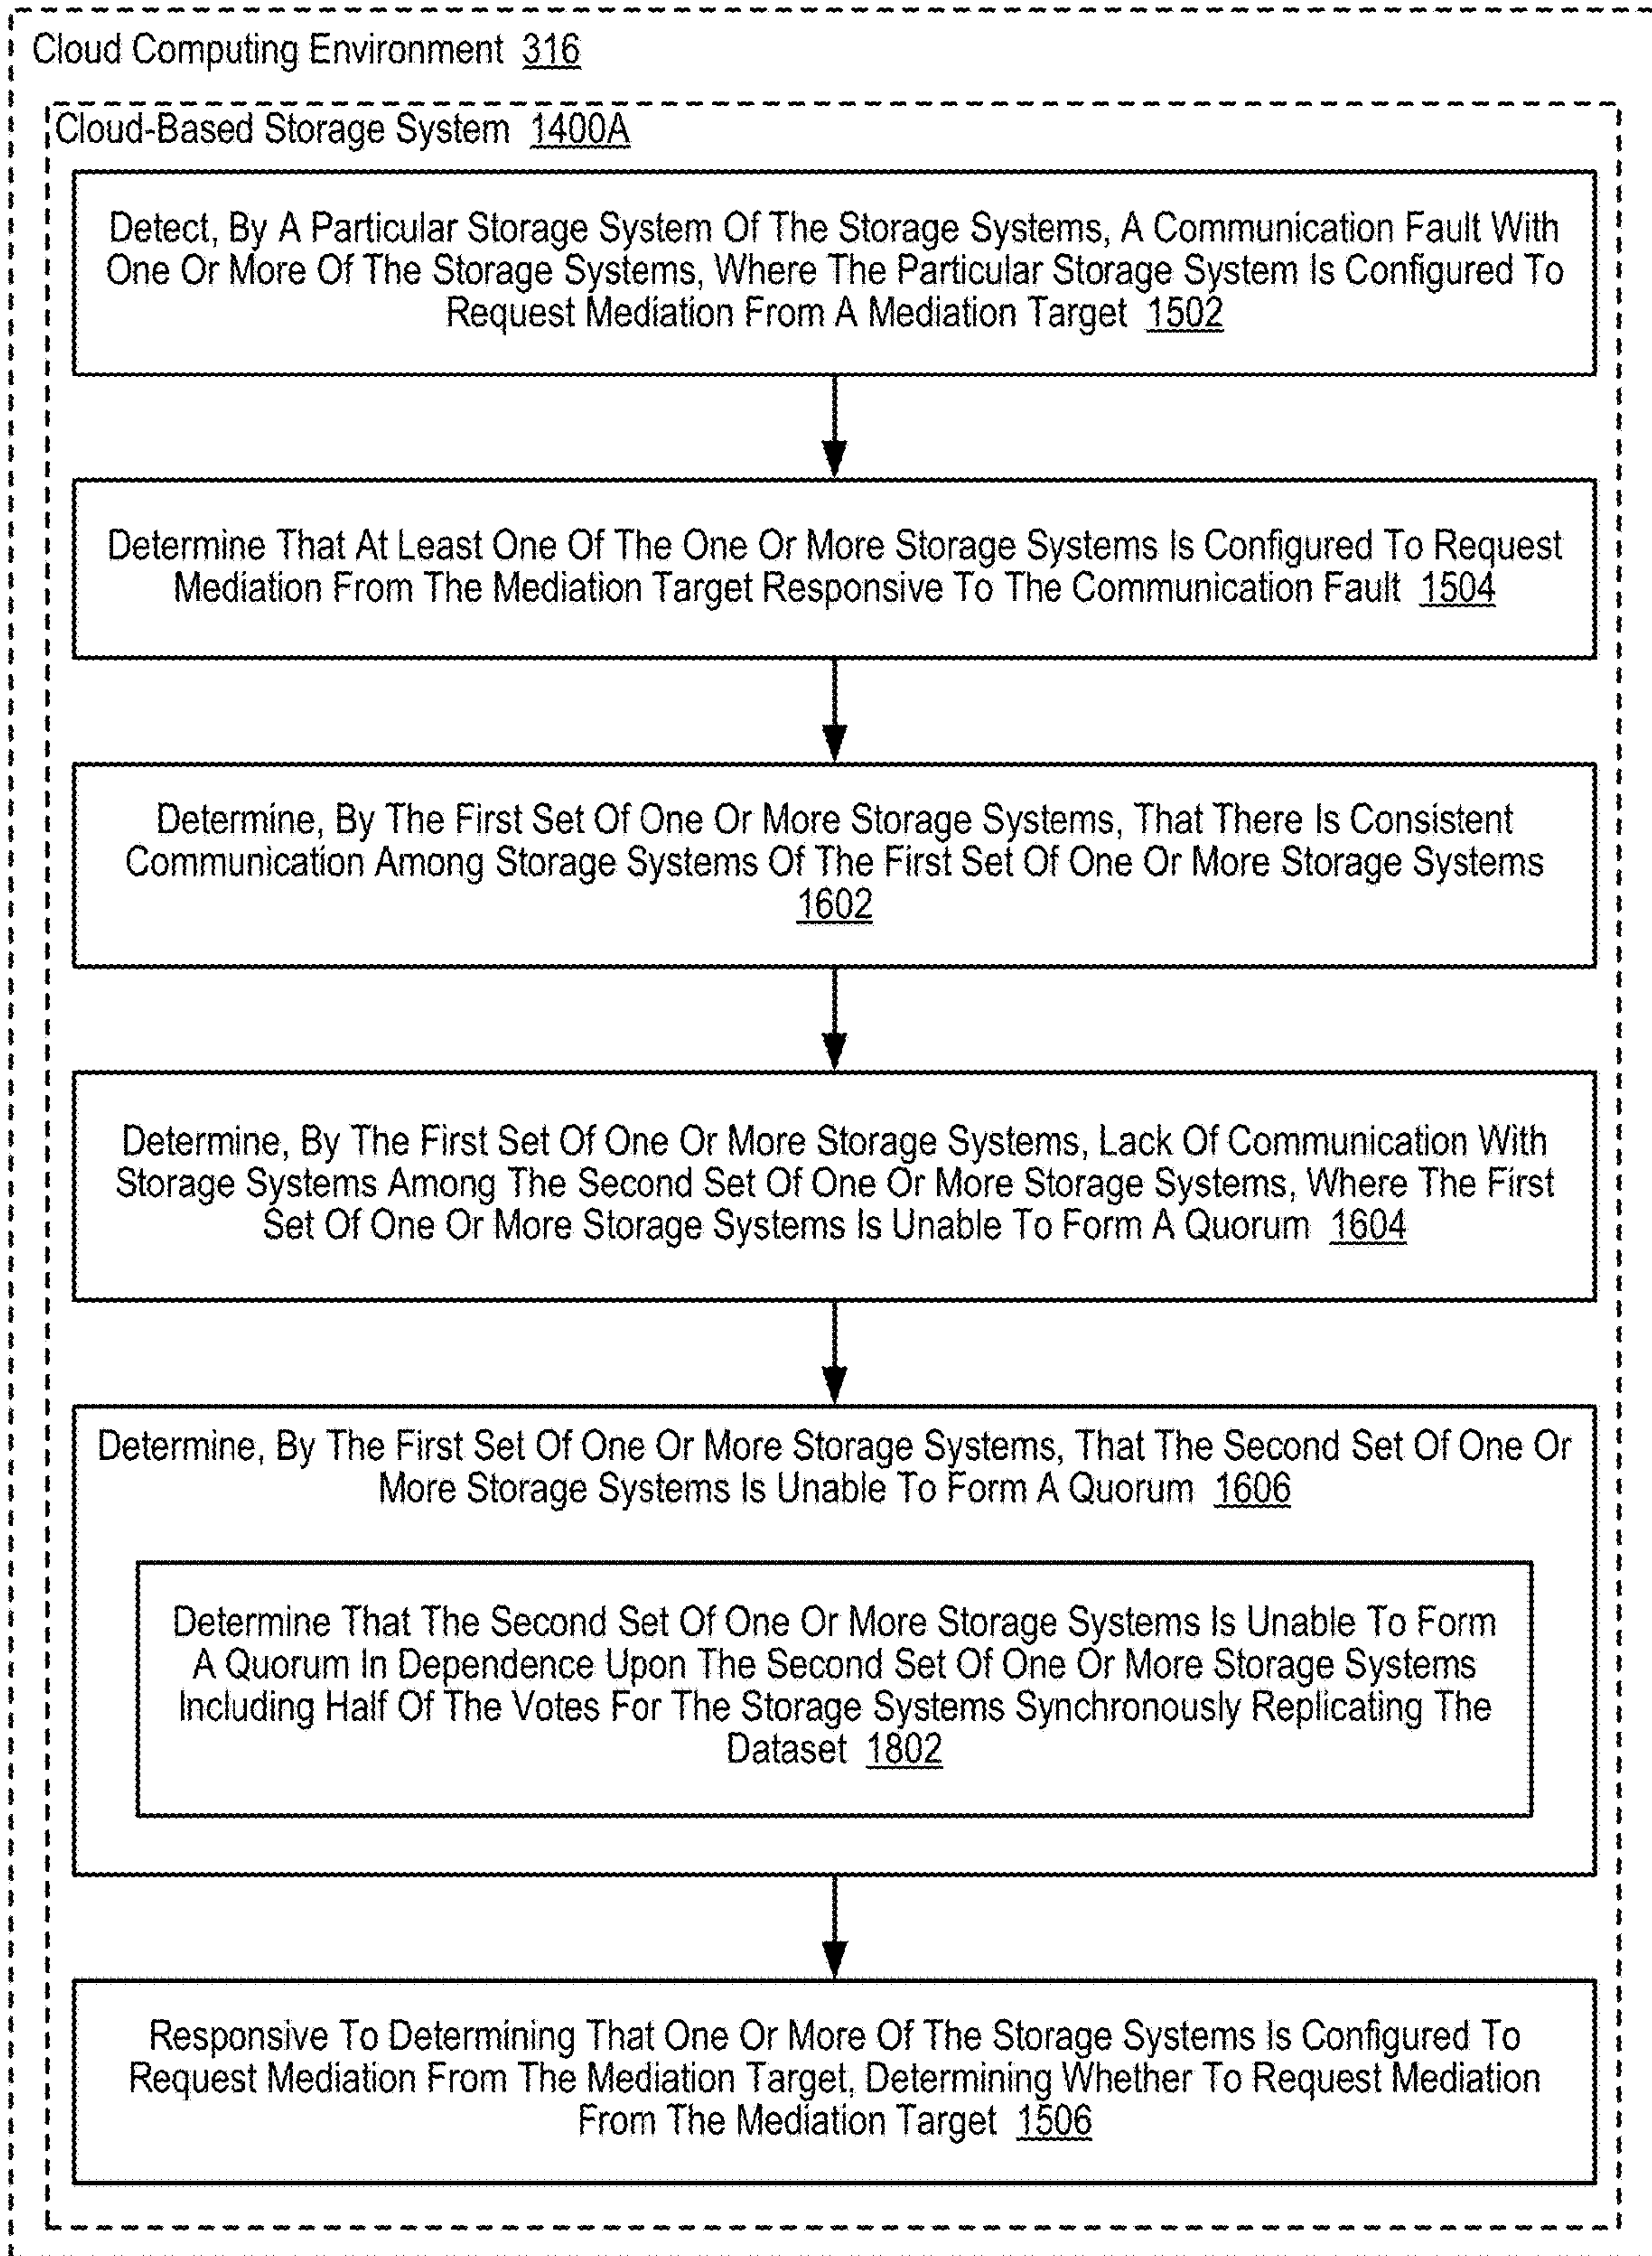 Cloud Computing Environment 316
Cloud-Based Storage System 1400A
Detect, By A Particular Storage System Of The Storage Systems, A Communication Fault With
One Or More Of The Storage Systems, Where The Particular Storage System Is Configured To
Request Mediation From A Mediation Target 1502
Determine That At Least One Of The One Or More Storage Systems Is Configured To Request
Mediation From The Mediation Target Responsive To The Communication Fault 1504
Determine, By The First Set Of One Or More Storage Systems, That There Is Consistent
Communication Among Storage Systems Of The First Set Of One Or More Storage Systems
1602
Determine, By The First Set Of One Or More Storage Systems, Lack Of Communication With
Storage Systems Among The Second Set Of One Or More Storage Systems, Where The First
Set Of One Or More Storage Systems Is Unable To Form A Quorum 1604
Determine, By The First Set Of One Or More Storage Systems, That The Second Set Of One Or
More Storage Systems Is Unable To Form A Quorum 1606
Determine That The Second Set Of One Or More Storage Systems Is Unable To Form
A Quorum In Dependence Upon The Second Set Of One Or More Storage Systems
Including Half Of The Votes For The Storage Systems Synchronously Replicating The
Dataset 1802
Responsive To Determining That One Or More Of The Storage Systems Is Configured To
Request Mediation From The Mediation Target, Determining Whether To Request Mediation
From The Mediation Target 1506